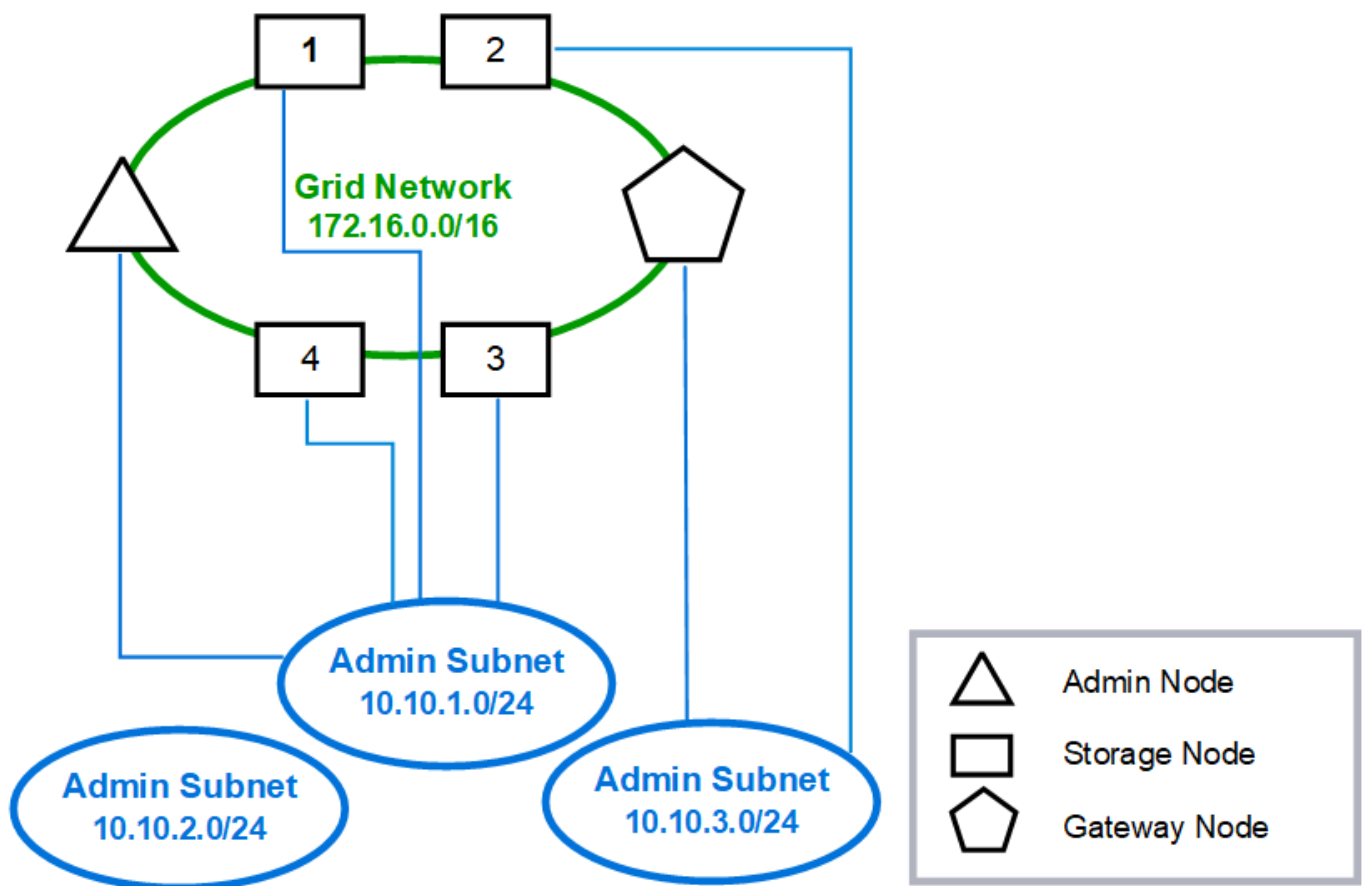 1
2
Grid Network
172.16.0.0/16
4
3
Admin Subnet
10.10.1.0/24
Admin Subnet
10.10.2.0/24
Admin Subnet
10.10.3.0/24
Admin Node
Storage Node
Gateway Node